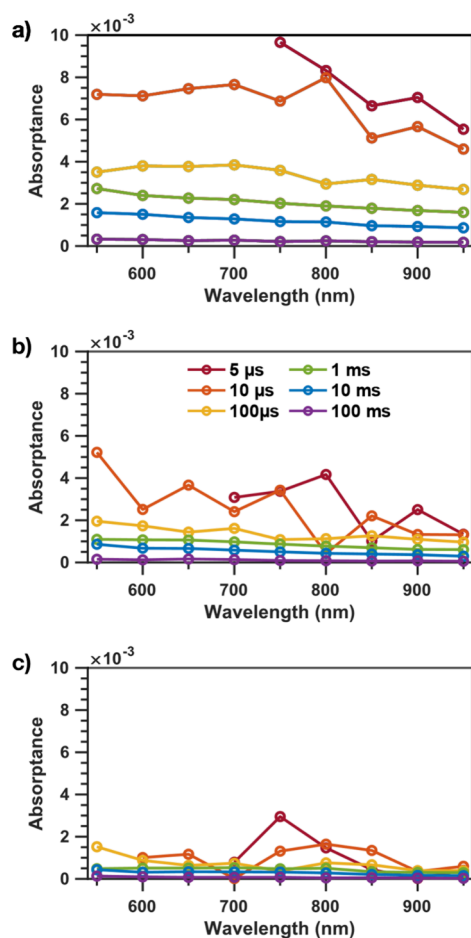 a)
×10⁻³
10
8
6
4
2
0
Absorptance
600 700 800 900
Wavelength (nm)
b)
×10⁻³
10
8
6
4
2
0
Absorptance
5 µs 1 ms
10 µs 10 ms
100µs 100 ms
600 700 800 900
Wavelength (nm)
c)
×10⁻³
10
8
6
4
2
0
Absorptance
600 700 800 900
Wavelength (nm)